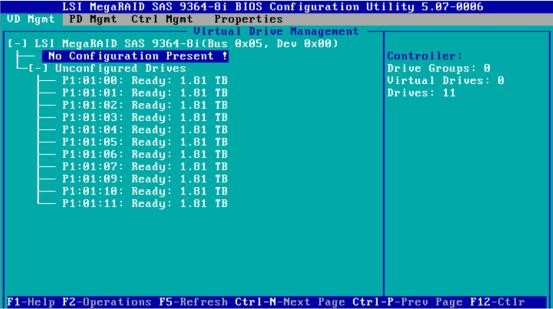 LSI MegaRAID SAS 9364-8i BIOS Configuration Utility 5.07-0006
VD Mgmt PD Mgmt Ctrl Mgmt Properties
Virtual Drive Management
[-] LSI MegaRAID SAS 9364-8i(Bus 0x05, Dev 0x00)
No Configuration Present !
[-] Unconfigured Drives
P1:01:00: Ready: 1.81 TB
P1:01:01: Ready: 1.81 TB
P1:01:02: Ready: 1.81 TB
P1:01:03: Ready: 1.81 TB
P1:01:04: Ready: 1.81 TB
P1:01:05: Ready: 1.81 TB
P1:01:06: Ready: 1.81 TB
P1:01:07: Ready: 1.81 TB
P1:01:09: Ready: 1.81 TB
P1:01:10: Ready: 1.81 TB
P1:01:11: Ready: 1.81 TB
Controller:
Drive Groups: 0
Virtual Drives: 0
Drives: 11
F1-Help F2-Operations F5-Refresh Ctrl-N-Next Page Ctrl-P-Prev Page F12-Ctlr